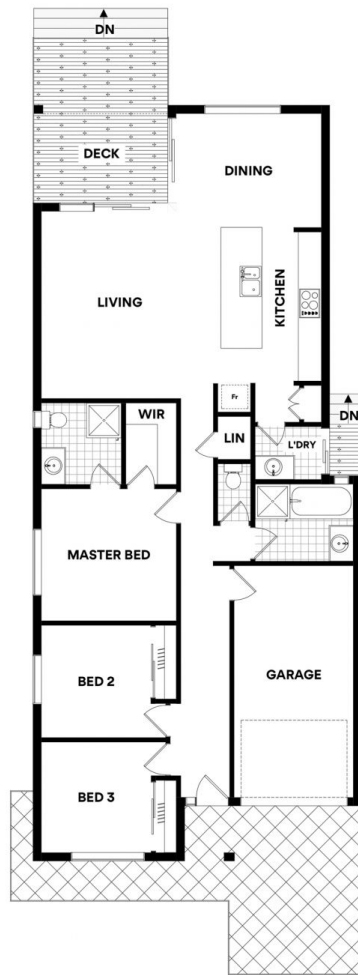 DN
DECK
DINING
LIVING
KITCHEN
Fr
WIR
LIN
DN
L'DRY
MASTER BED
BED 2
GARAGE
BED 3